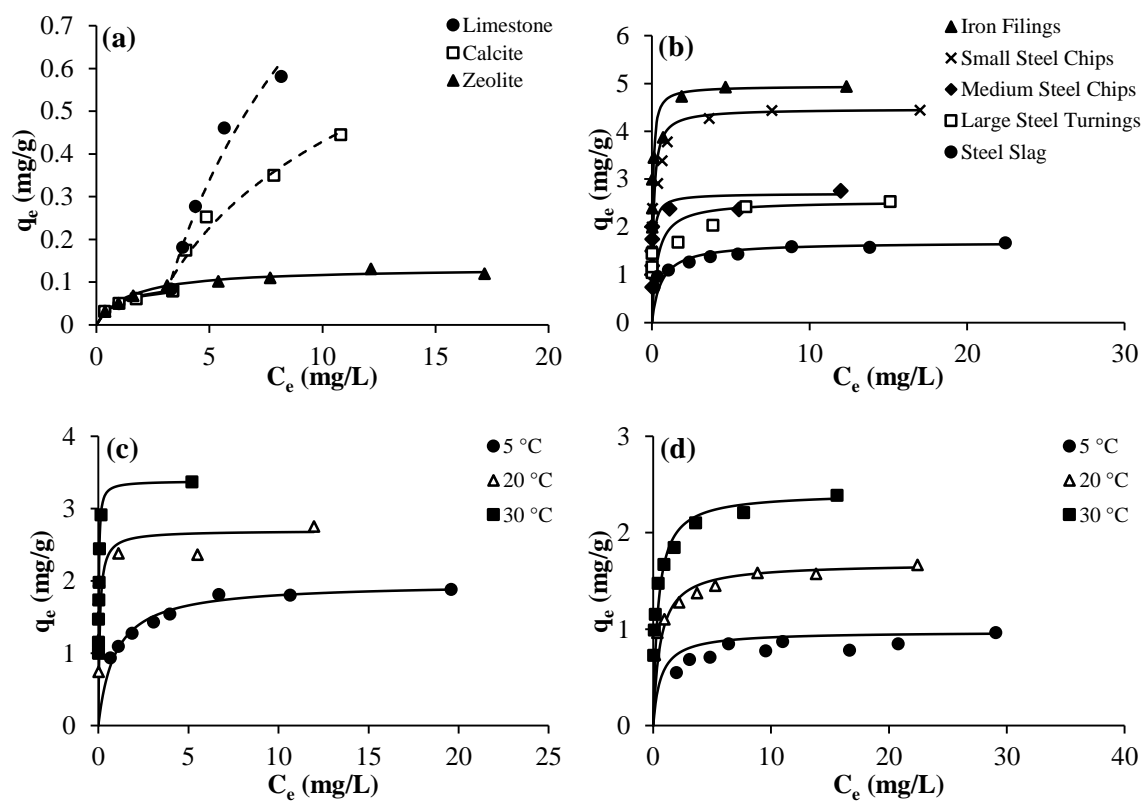 (a)
Limestone
Calcite
Zeolite
0.7
0.6
0.5
0.4
0.3
0.2
0.1
0
qe (mg/g)
0 5 10 15 20
Ce (mg/L)
(b)
Iron Filings
Small Steel Chips
Medium Steel Chips
Large Steel Turnings
Steel Slag
6
5
4
3
2
1
0
qe (mg/g)
0 10 20 30
Ce (mg/L)
(c)
5 °C
20 °C
30 °C
4
3
2
1
0
qe (mg/g)
0 5 10 15 20 25
Ce (mg/L)
(d)
5 °C
20 °C
30 °C
3
2
1
0
qe (mg/g)
0 10 20 30 40
Ce (mg/L)